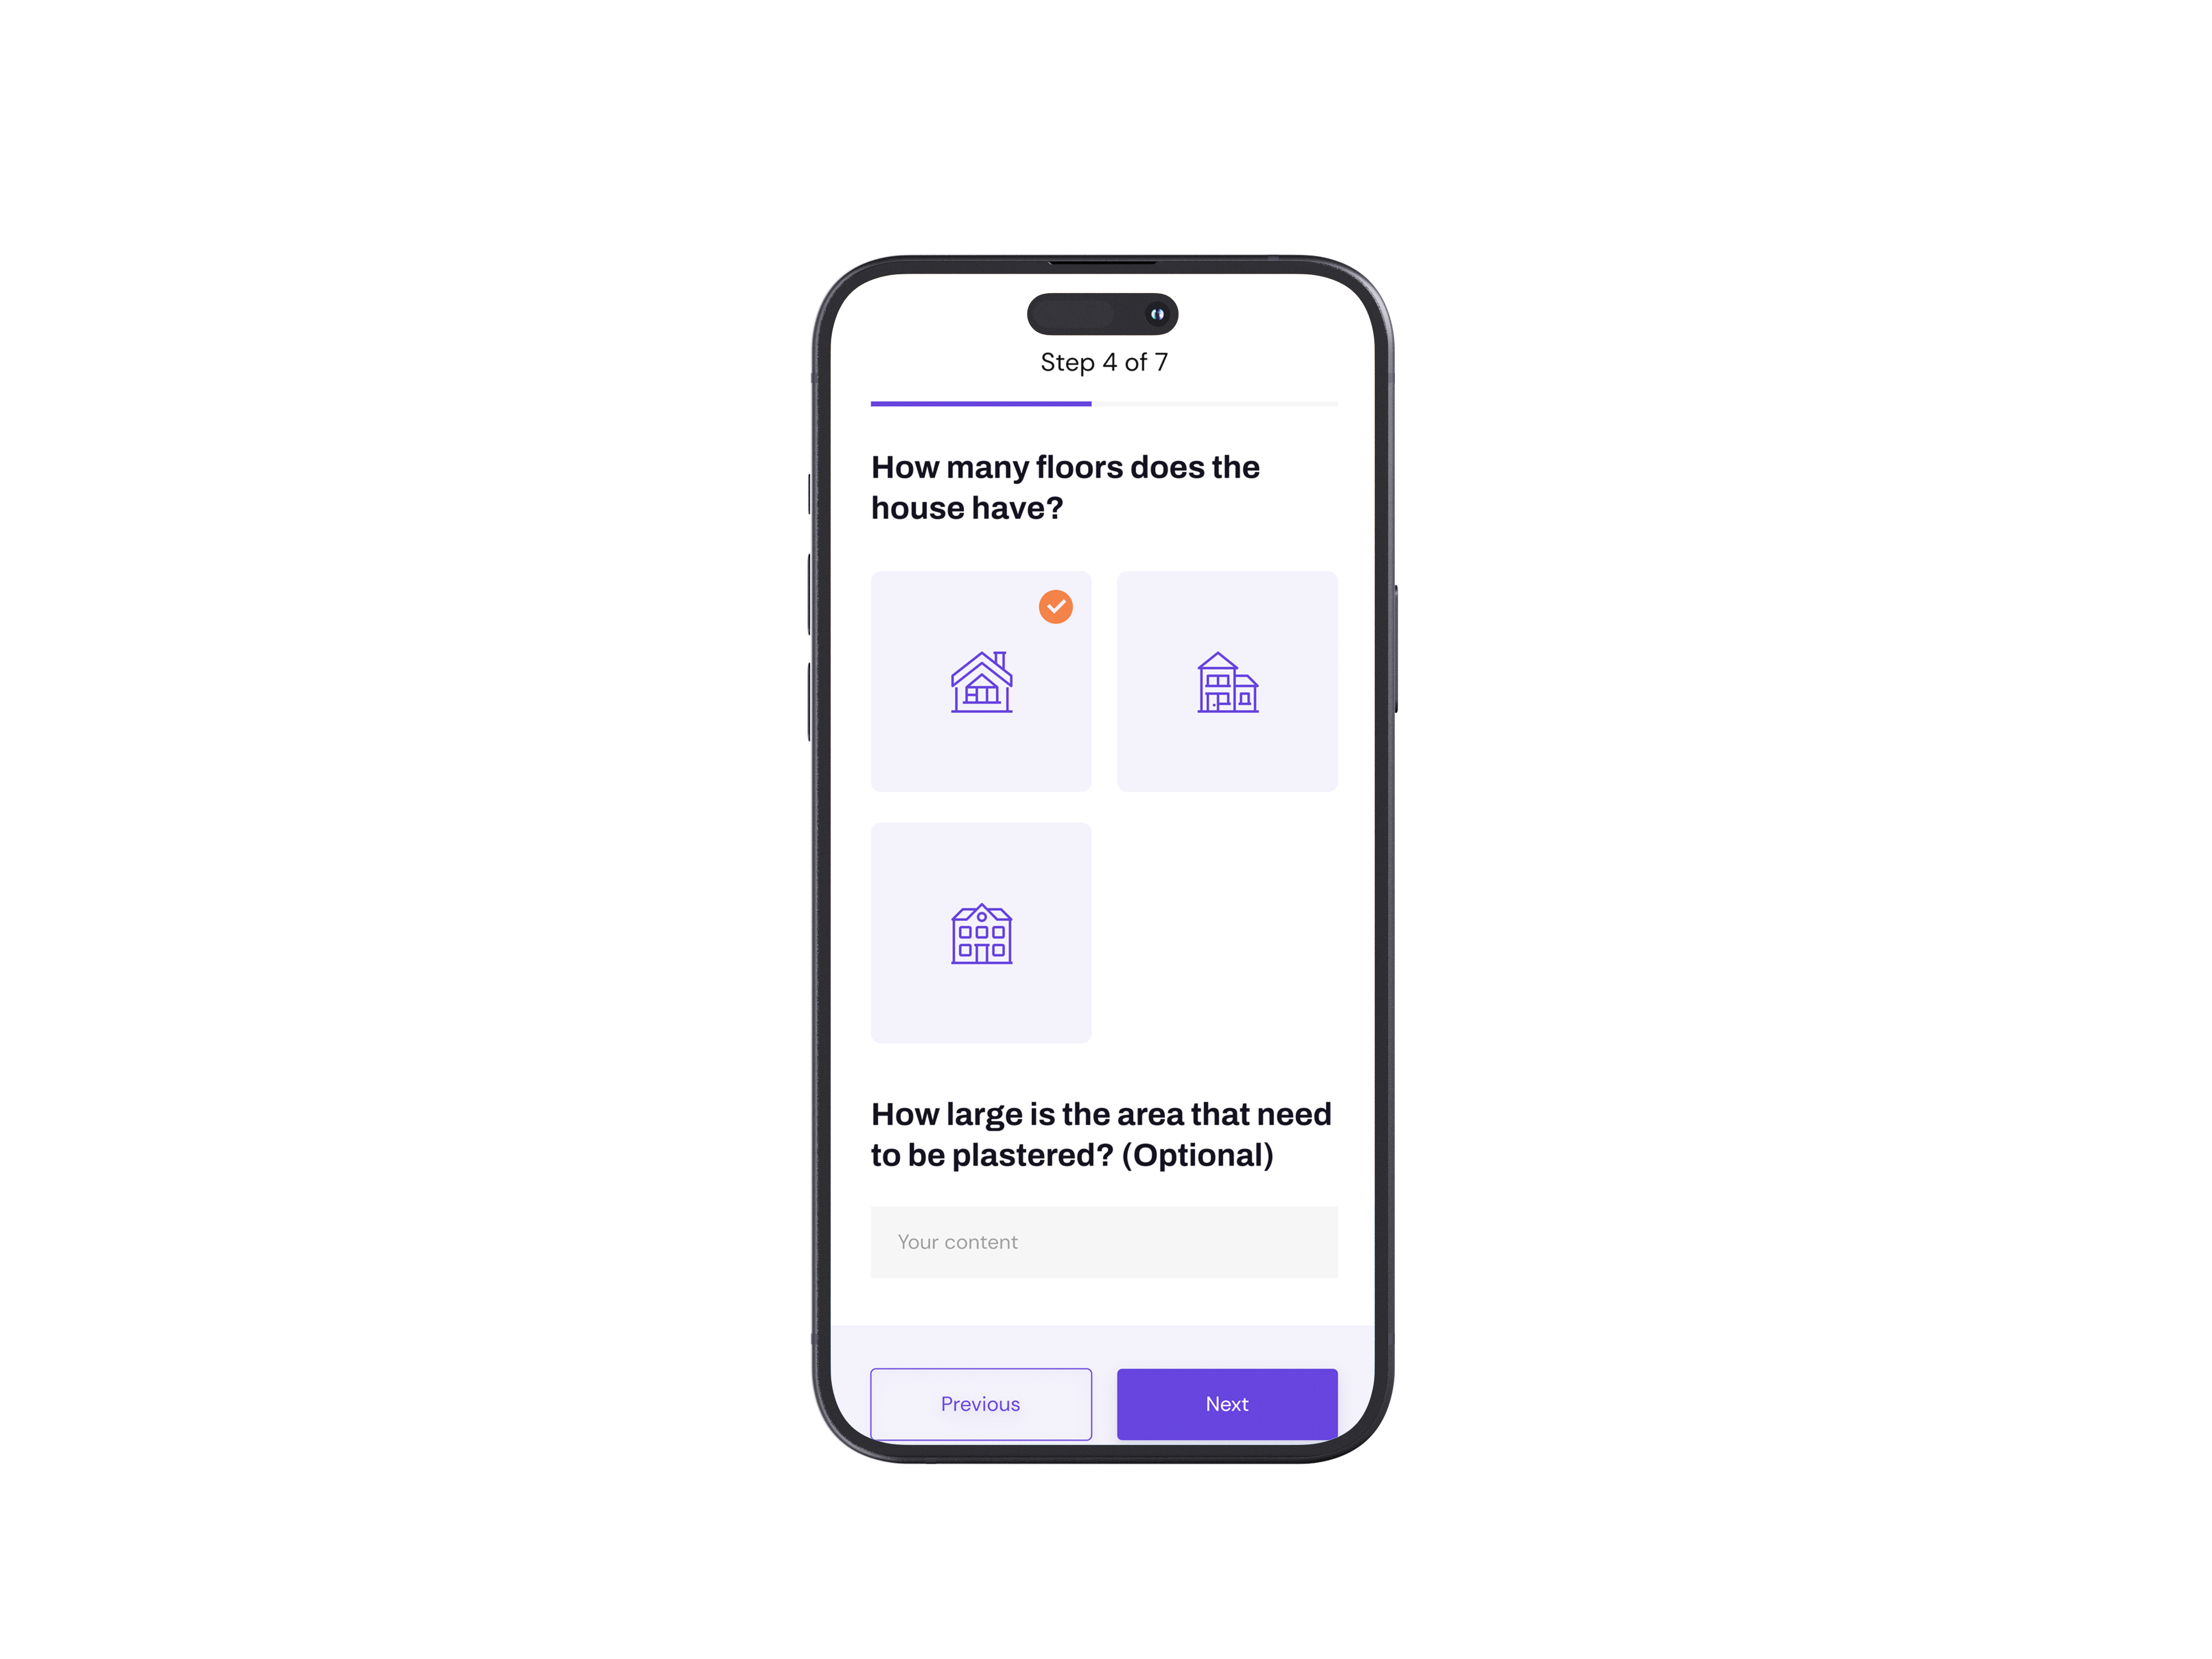 Step 4 of 7
How many floors does the
house have?
How large is the area that need
to be plastered? (Optional)
Your content
Previous
Next